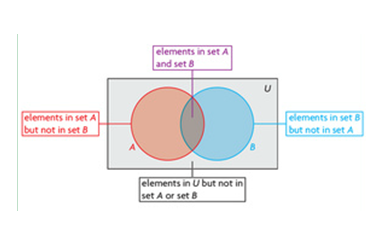 elements in set A
and set B
U
elements in set A
but not in set B
elements in set B
but not in set A
A
B
elements in U but not in
set A or set B